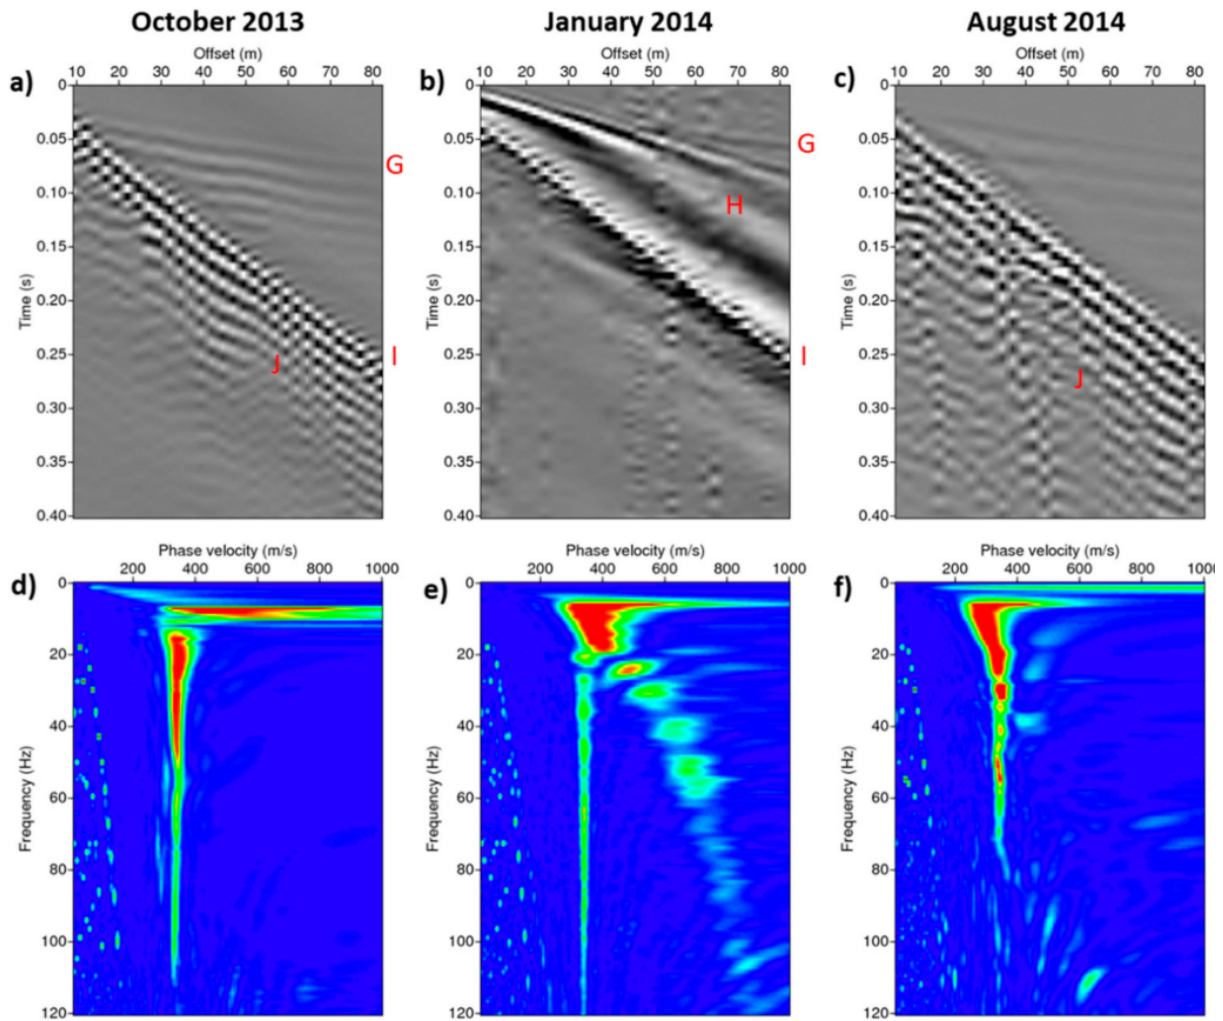 October 2013 January 2014 August 2014
Offset (m) Offset (m) Offset (m)
a) 10 20 30 40 50 60 70 80 b) 10 20 30 40 50 60 70 80 c) 10 20 30 40 50 60 70 80
0 0 0
0.05 0.05 0.05
G G
0.10 0.10 0.10
H
0.15 0.15 0.15
Time (s) Time (s) Time (s)
0.20 0.20 0.20
0.25 J I 0.25 I 0.25
J
0.30 0.30 0.30
0.35 0.35 0.35
0.40 0.40 0.40
Phase velocity (m/s) Phase velocity (m/s) Phase velocity (m/s)
200 400 600 800 1000 200 400 600 800 1000 200 400 600 800 1000
d) 0 e) 0 f) 0
20 20 20
40 40 40
Frequency (Hz) Frequency (Hz) Frequency (Hz)
60 60 60
80 80 80
100 100 100
120 120 120